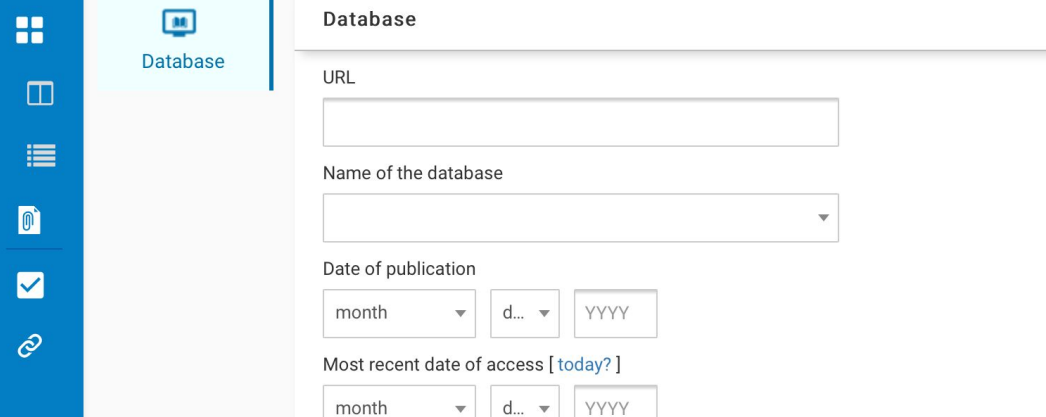 Database
Database
URL
Name of the database
Date of publication
month d... YYYY
Most recent date of access [ today? ]
month d... YYYY